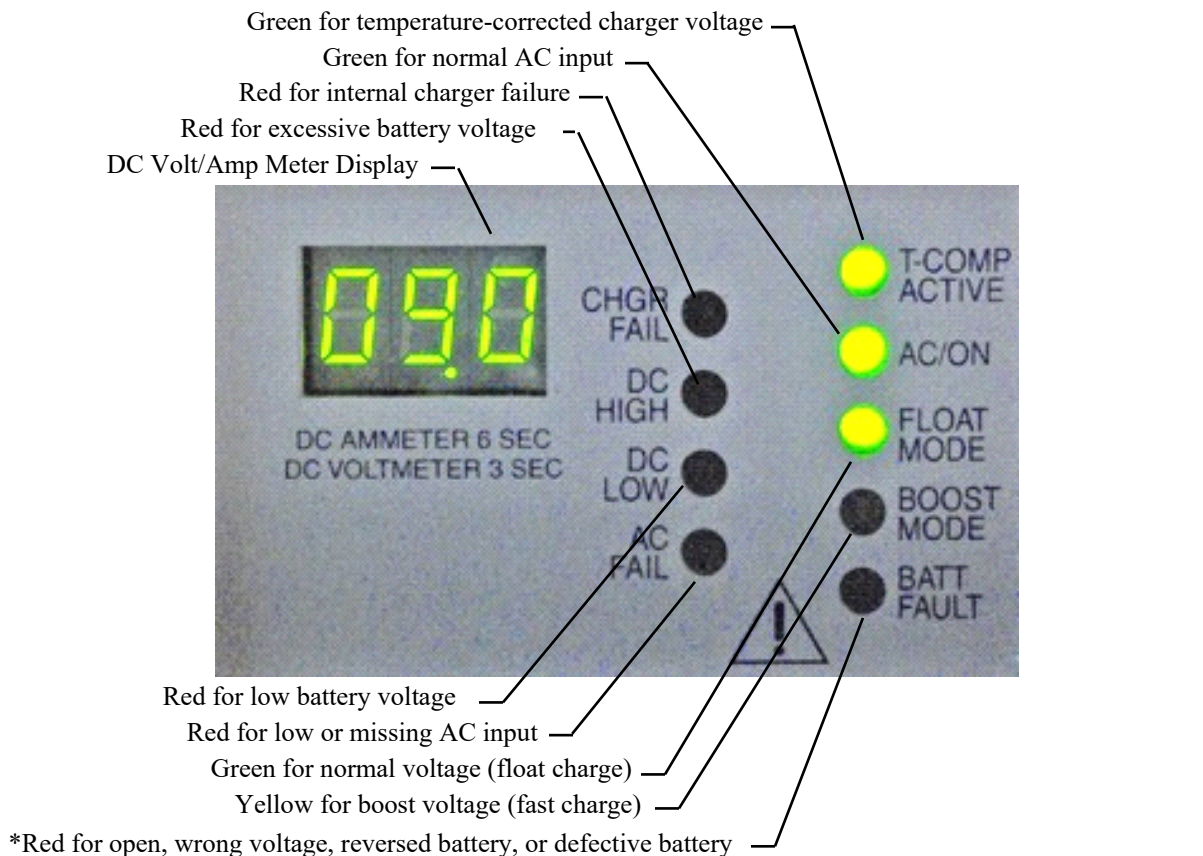 Green for temperature-corrected charger voltage
Green for normal AC input
Red for internal charger failure
Red for excessive battery voltage
DC Volt/Amp Meter Display
09.0
DC AMMETER 6 SEC
DC VOLTMETER 3 SEC
CHGR
FAIL
DC
HIGH
DC
LOW
AC
FAIL
T-COMP
ACTIVE
AC/ON
FLOAT
MODE
BOOST
MODE
BATT
FAULT
!
Red for low battery voltage
Red for low or missing AC input
Green for normal voltage (float charge)
Yellow for boost voltage (fast charge)
*Red for open, wrong voltage, reversed battery, or defective battery